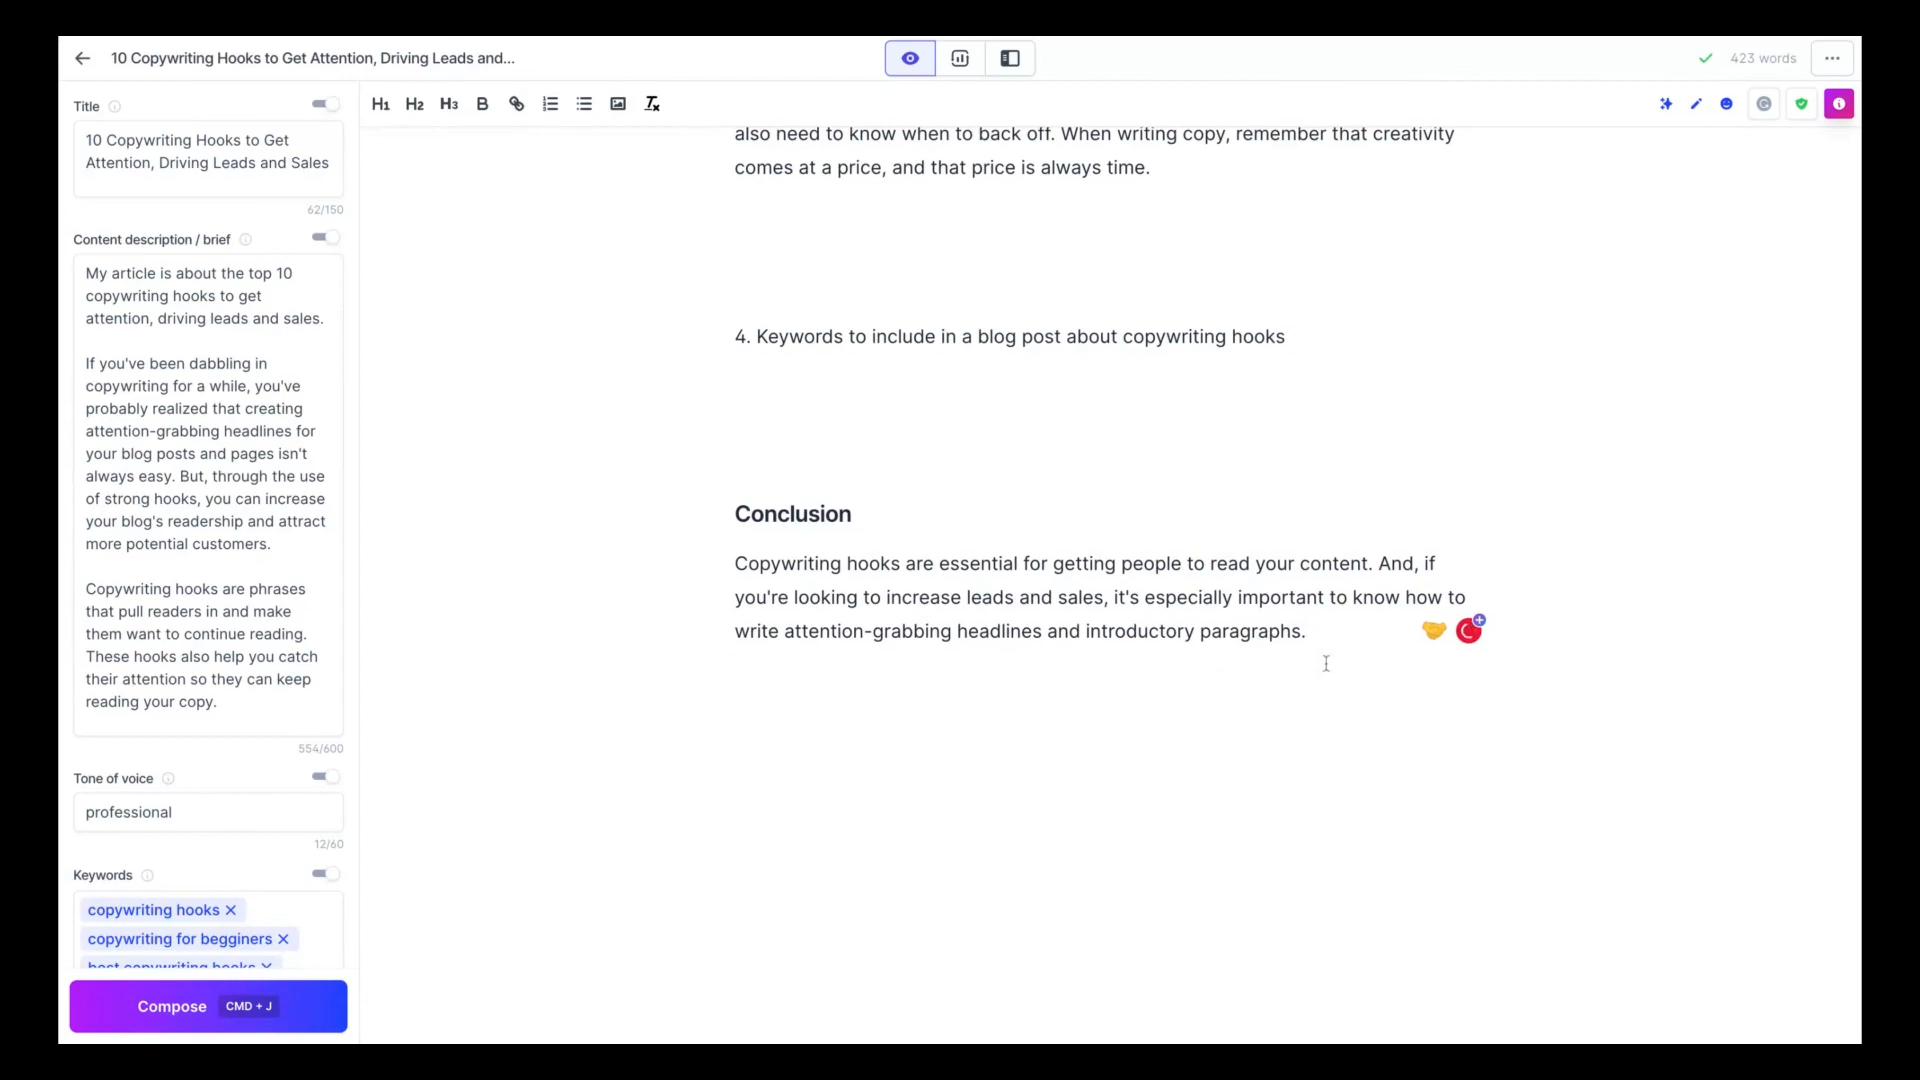 10 Copywriting Hooks to Get Attention, Driving Leads and...
423 words
Title
10 Copywriting Hooks to Get
Attention, Driving Leads and Sales
62/150
Content description / brief
My article is about the top 10
copywriting hooks to get
attention, driving leads and sales.
If you've been dabbling in
copywriting for a while, you've
probably realized that creating
attention-grabbing headlines for
your blog posts and pages isn't
always easy. But, through the use
of strong hooks, you can increase
your blog's readership and attract
more potential customers.
Copywriting hooks are phrases
that pull readers in and make
them want to continue reading.
These hooks also help you catch
their attention so they can keep
reading your copy.
554/600
Tone of voice
professional
12/60
Keywords
copywriting hooks
copywriting for begginers
best copywriting hooks
Compose CMD + J
H1 H2 H3 B
also need to know when to back off. When writing copy, remember that creativity
comes at a price, and that price is always time.
4. Keywords to include in a blog post about copywriting hooks
Conclusion
Copywriting hooks are essential for getting people to read your content. And, if
you're looking to increase leads and sales, it's especially important to know how to
write attention-grabbing headlines and introductory paragraphs.